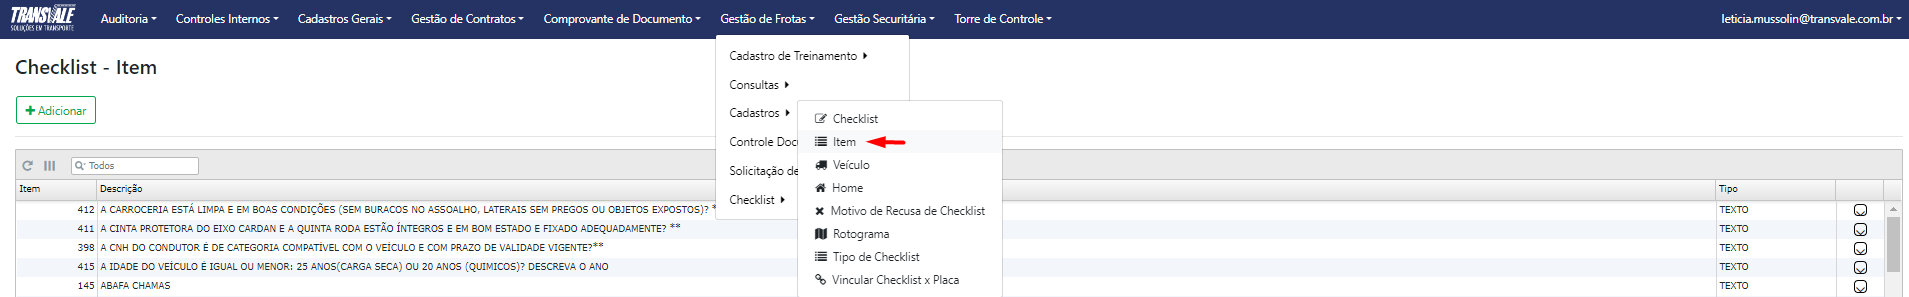 TRANSVALE
SOLUÇÕES EM TRANSPORTE
Auditoria Controles Internos Cadastros Gerais Gestão de Contratos Comprovante de Documento Gestão de Frotas Gestão Securitária Torre de Controle leticia.mussolin@transvale.com.br
Checklist - Item
+ Adicionar
Cadastro de Treinamento
Consultas
Cadastros
Controle Doc
Solicitação de
Checklist
Checklist
Item
Veículo
Home
Motivo de Recusa de Checklist
Rotograma
Tipo de Checklist
Vincular Checklist x Placa
Todos
Item Descrição Tipo
412 A CARROCERIA ESTÁ LIMPA E EM BOAS CONDIÇÕES (SEM BURACOS NO ASSOALHO, LATERAIS SEM PREGOS OU OBJETOS EXPOSTOS)? * TEXTO
411 A CINTA PROTETORA DO EIXO CARDAN E A QUINTA RODA ESTÃO ÍNTEGROS E EM BOM ESTADO E FIXADO ADEQUADAMENTE? ** TEXTO
398 A CNH DO CONDUTOR É DE CATEGORIA COMPATÍVEL COM O VEÍCULO E COM PRAZO DE VALIDADE VIGENTE?** TEXTO
415 A IDADE DO VEÍCULO É IGUAL OU MENOR: 25 ANOS(CARGA SECA) OU 20 ANOS (QUIMICOS)? DESCREVA O ANO TEXTO
145 ABAFA CHAMAS TEXTO